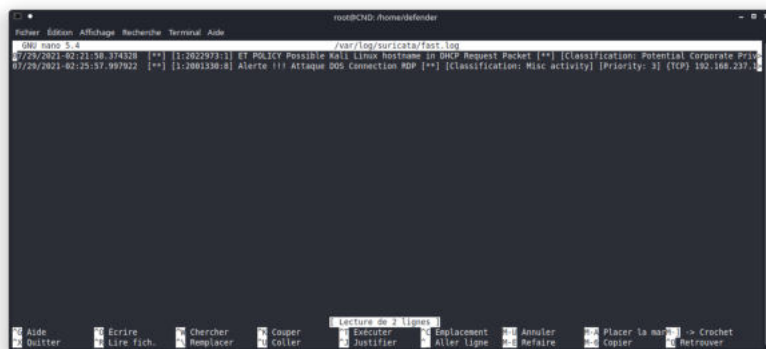 root@CND: /home/defender
Fichier Édition Affichage Recherche Terminal Aide
GNU nano 5.4 /var/log/suricata/fast.log
07/29/2021-02:21:50.374328 [**] [1:2022973:1] ET POLICY Possible Kali Linux hostname in DHCP Request Packet [**] [Classification: Potential Corporate Priv>
07/29/2021-02:25:57.997922 [**] [1:2001330:8] Alerte !!! Attaque DOS Connection RDP [**] [Classification: Misc activity] [Priority: 3] {TCP} 192.168.237.1>
[ Lecture de 2 lignes ]
^G Aide ^O Écrire ^W Chercher ^K Couper ^T Exécuter ^C Emplacement M-U Annuler M-A Placer la mar M-] -> Crochet
^X Quitter ^R Lire fich. ^\ Remplacer ^U Coller ^J Justifier ^_ Aller ligne M-E Refaire M-6 Copier ^Q Retrouver